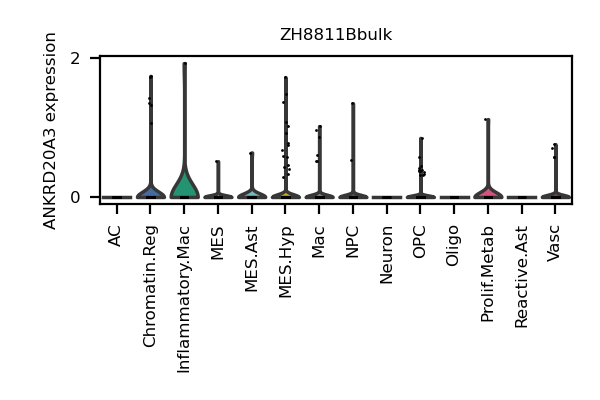 ZH8811Bbulk
ANKRD20A3 expression
2
0
AC
Chromatin.Reg
Inflammatory.Mac
MES
MES.Ast
MES.Hyp
Mac
NPC
Neuron
OPC
Oligo
Prolif.Metab
Reactive.Ast
Vasc